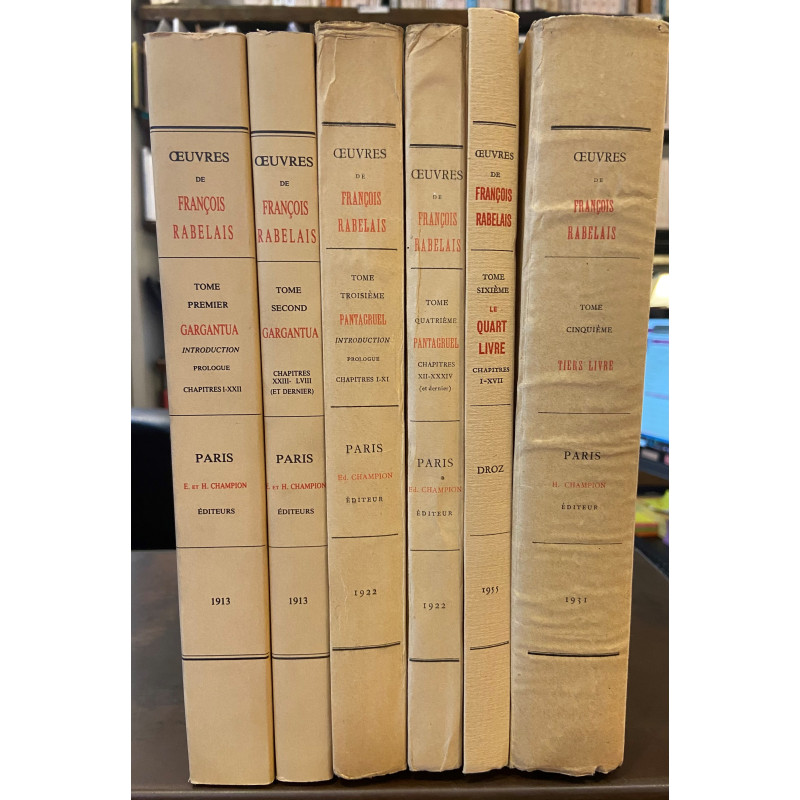 ŒUVRES
DE
FRANÇOIS
RABELAIS
TOME
PREMIER
GARGANTUA
INTRODUCTION
PROLOGUE
CHAPITRES I-XXII
PARIS
E. ET H. CHAMPION
ÉDITEURS
1913
ŒUVRES
DE
FRANÇOIS
RABELAIS
TOME
SECOND
GARGANTUA
CHAPITRES
XXIII- LVIII
(ET DERNIER)
PARIS
E. ET H. CHAMPION
ÉDITEURS
1913
ŒUVRES
DE
FRANÇOIS
RABELAIS
TOME
TROISIÈME
PANTAGRUEL
INTRODUCTION
PROLOGUE
CHAPITRES I-XI
PARIS
Ed. CHAMPION
ÉDITEUR
1922
ŒUVRES
DE
FRANÇOIS
RABELAIS
TOME
QUATRIÈME
PANTAGRUEL
CHAPITRES
XII-XXXIV
(et dernier)
PARIS
Ed. CHAMPION
ÉDITEUR
1922
ŒUVRES
DE
FRANÇOIS
RABELAIS
TOME
SIXIÈME
LE
QUART
LIVRE
CHAPITRES
I-XVII
DROZ
1955
ŒUVRES
DE
FRANÇOIS
RABELAIS
TOME
CINQUIÈME
TIERS LIVRE
PARIS
H. CHAMPION
ÉDITEUR
1931